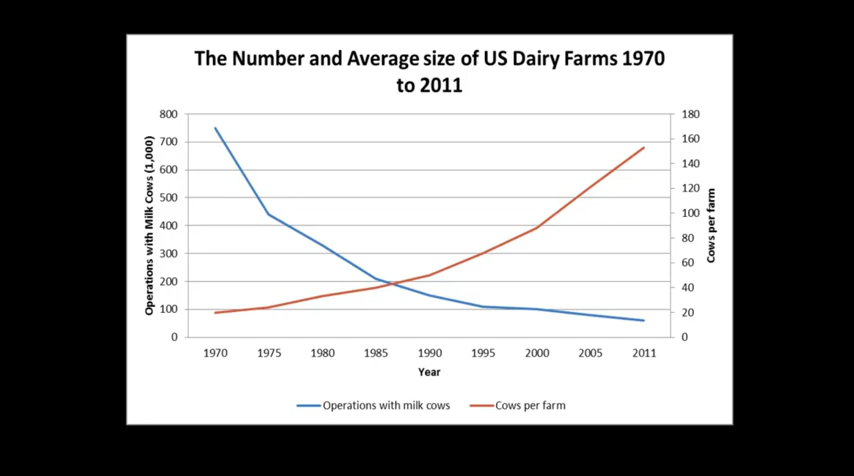 The Number and Average size of US Dairy Farms 1970
to 2011
800
700
600
500
400
300
200
100
0
Operations with Milk Cows (1,000)
180
160
140
120
100
80
60
40
20
0
Cows per farm
1970 1975 1980 1985 1990 1995 2000 2005 2011
Year
Operations with milk cows Cows per farm